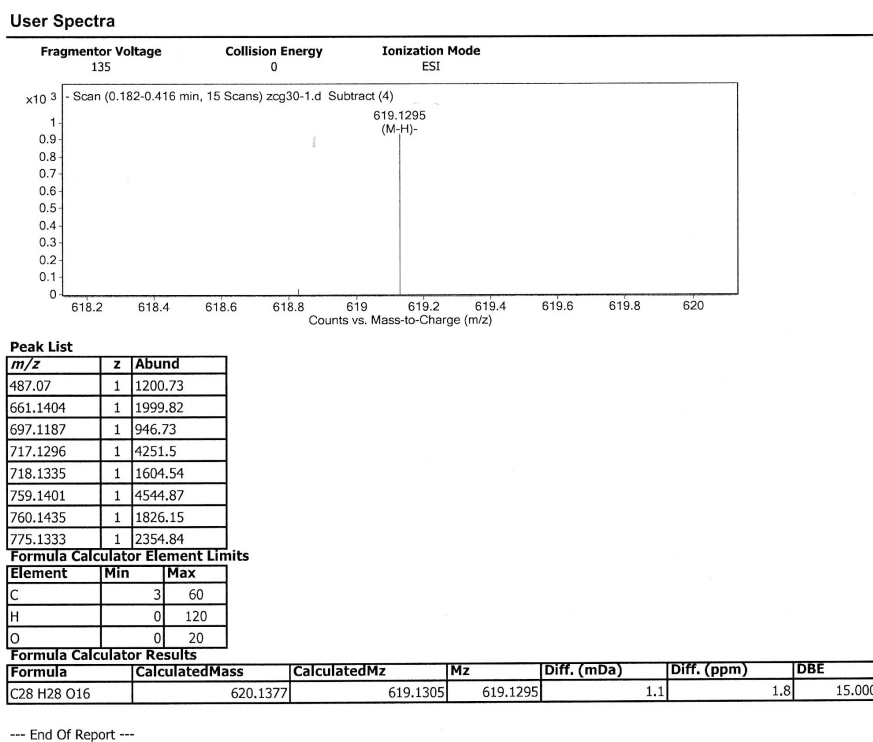 User Spectra
Fragmentor Voltage Collision Energy Ionization Mode
135 0 ESI
x10 3 - Scan (0.182-0.416 min, 15 Scans) zcg30-1.d Subtract (4)
619.1295
(M-H)-
1
0.9
0.8
0.7
0.6
0.5
0.4
0.3
0.2
0.1
0
618.2 618.4 618.6 618.8 619 619.2 619.4 619.6 619.8 620
Counts vs. Mass-to-Charge (m/z)
Peak List
m/z z Abund
487.07 1 1200.73
661.1404 1 1999.82
697.1187 1 946.73
717.1296 1 4251.5
718.1335 1 1604.54
759.1401 1 4544.87
760.1435 1 1826.15
775.1333 1 2354.84
Formula Calculator Element Limits
Element Min Max
C 3 60
H 0 120
O 0 20
Formula Calculator Results
Formula CalculatedMass CalculatedMz Mz Diff. (mDa) Diff. (ppm) DBE
C28 H28 O16 620.1377 619.1305 619.1295 1.1 1.8 15.000
--- End Of Report ---